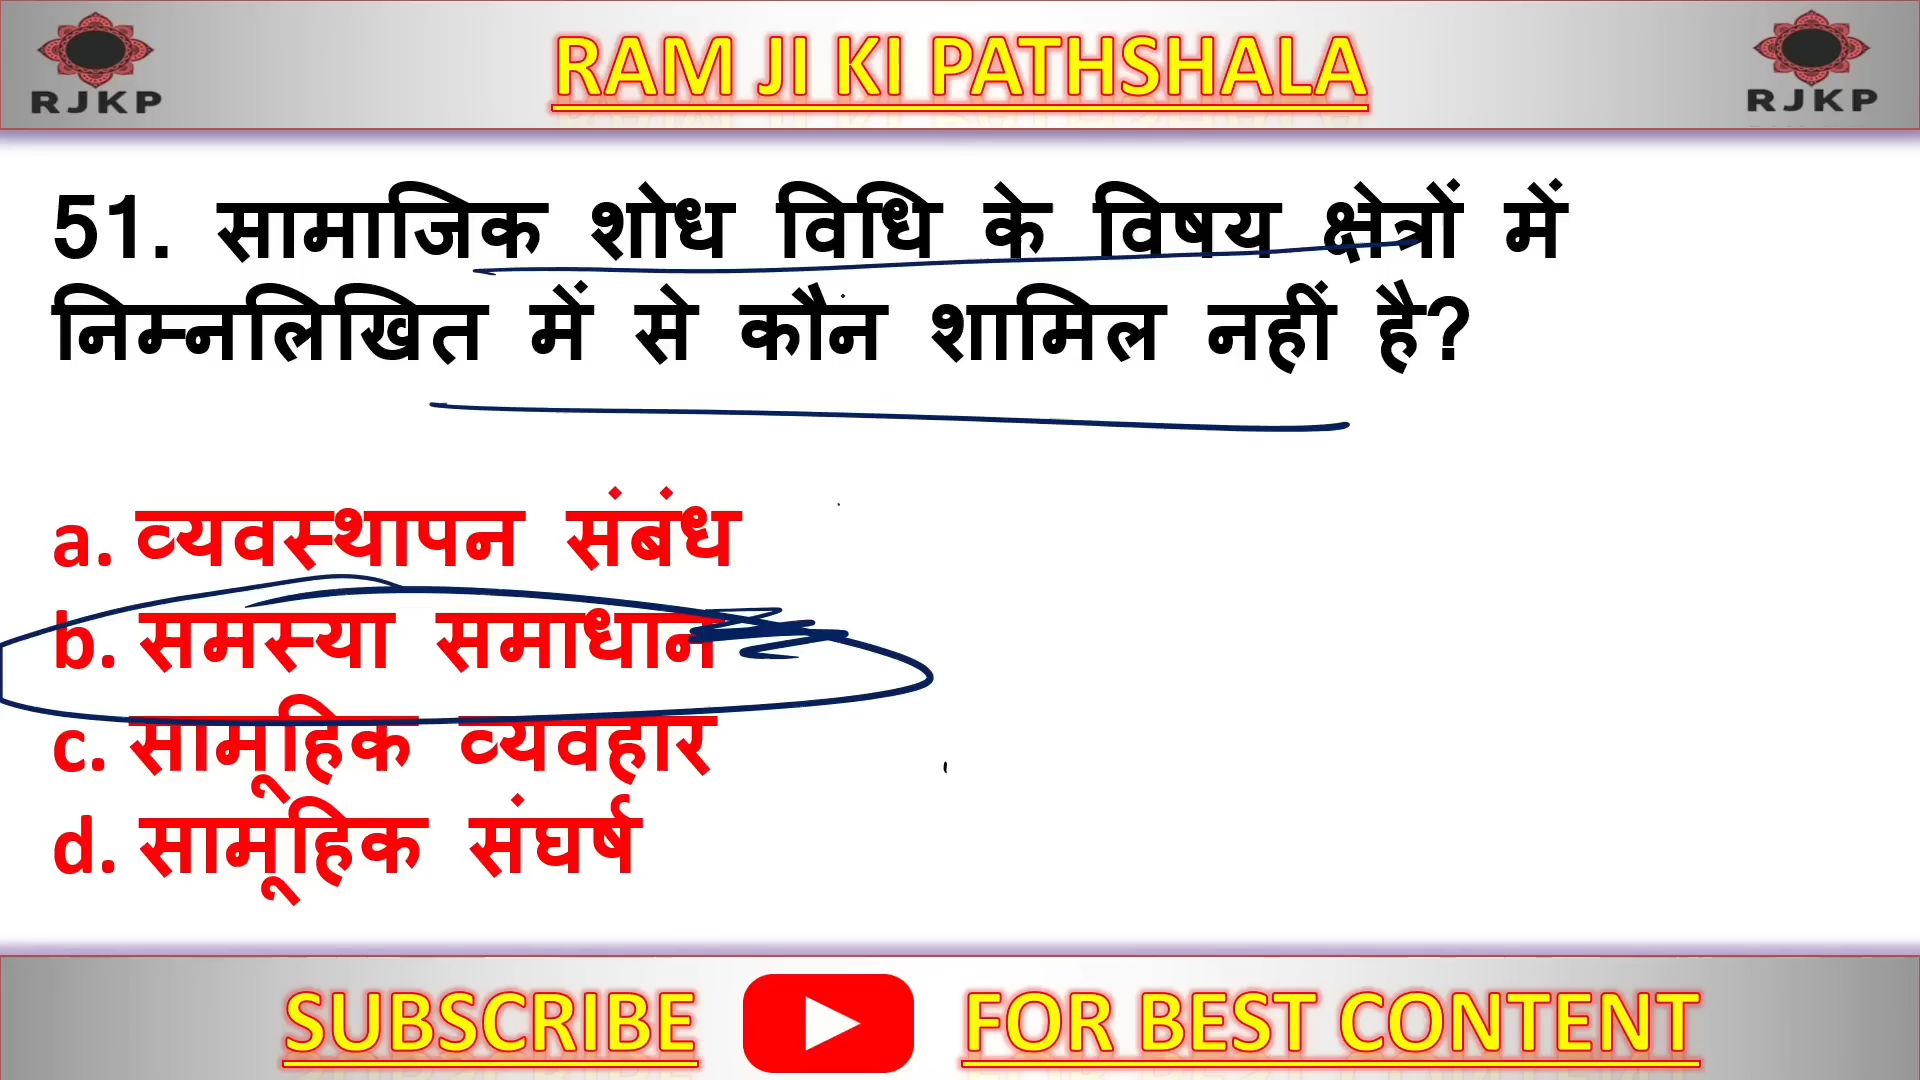 RJKP
RAM JI KI PATHSHALA
RJKP
51. सामाजिक शोध विधि के विषय क्षेत्रों में
निम्नलिखित में से कौन शामिल नहीं है?
a. व्यवस्थापन संबंध
b. समस्या समाधान
c. सामूहिक व्यवहार
d. सामूहिक संघर्ष
SUBSCRIBE FOR BEST CONTENT